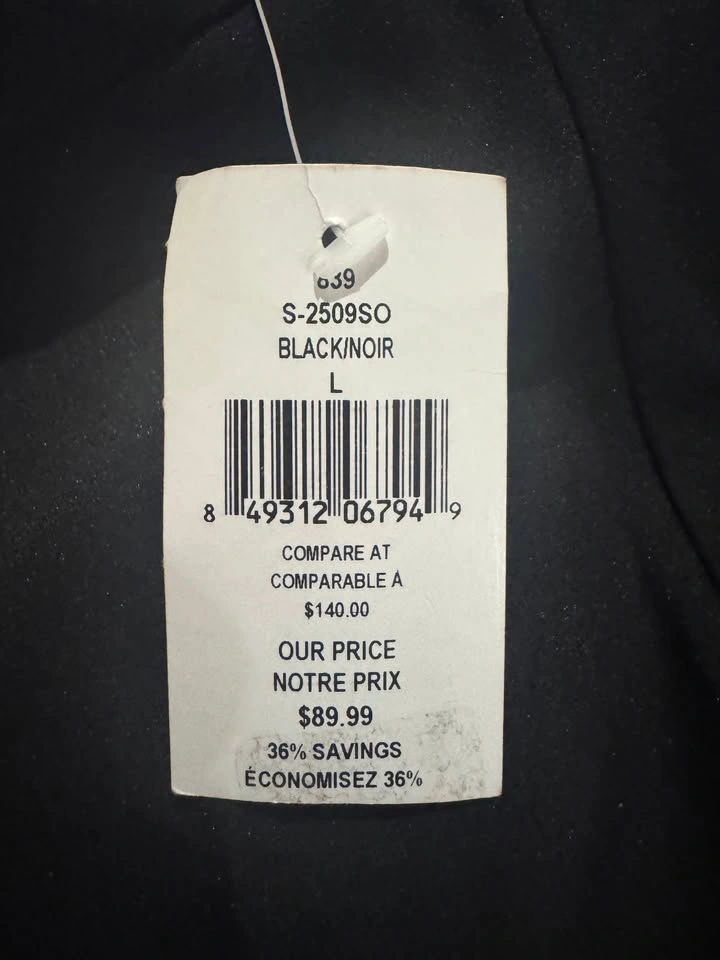 639
S-2509SO
BLACK/NOIR
L
8 49312 06794 9
COMPARE AT
COMPARABLE À
$140.00
OUR PRICE
NOTRE PRIX
$89.99
36% SAVINGS
ÉCONOMISEZ 36%